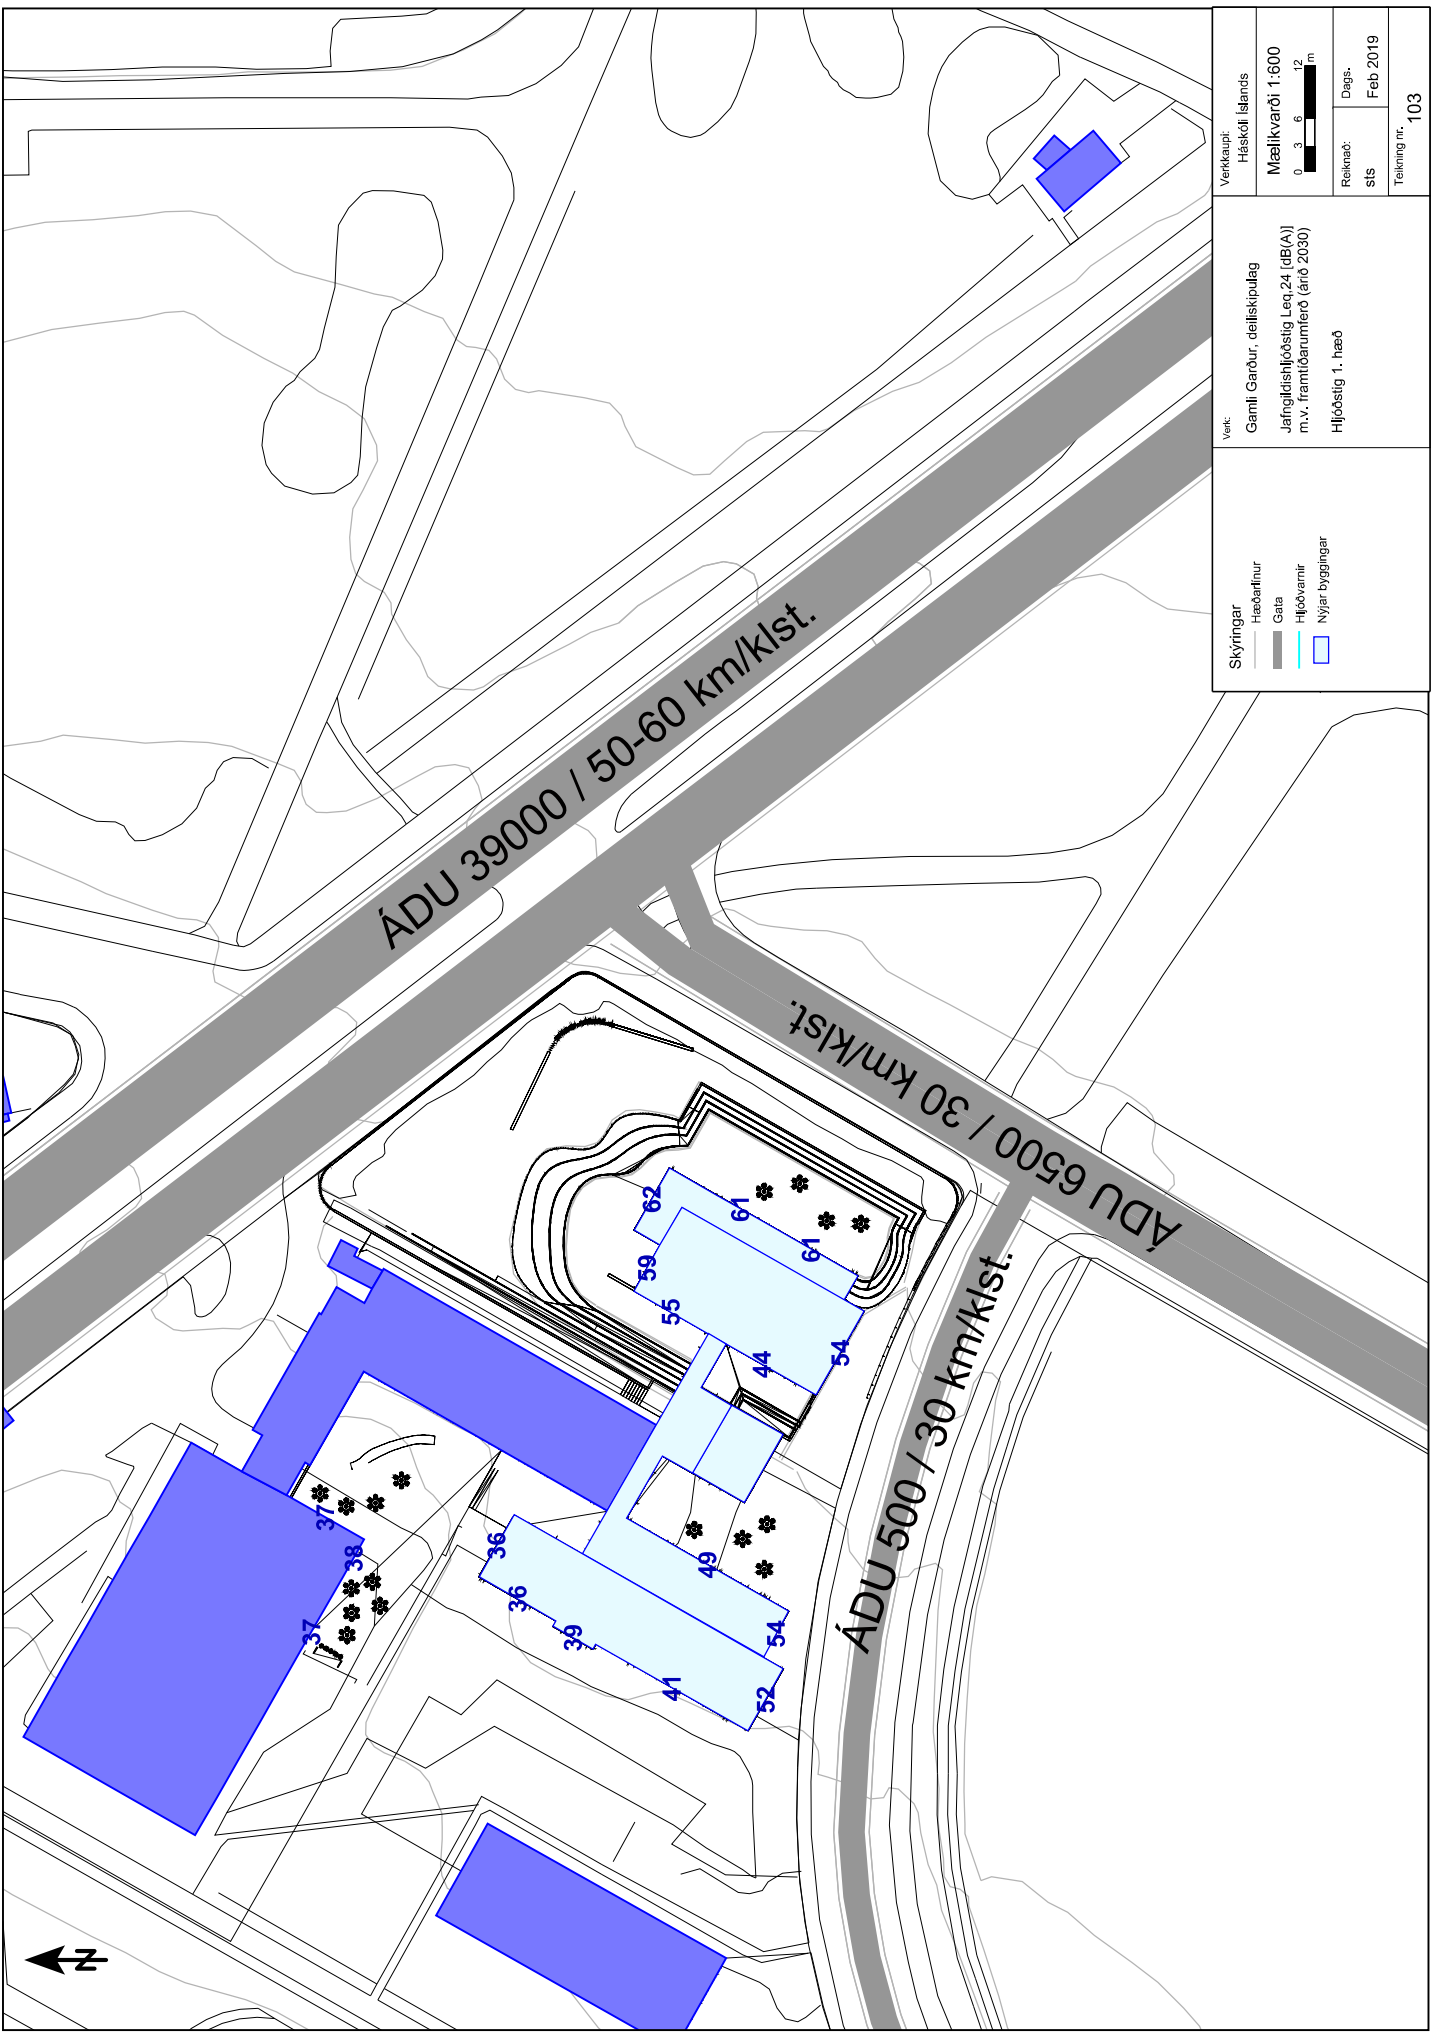 ÁDU 39000 / 50-60 km/klst.
ÁDU 6500 / 30 km/klst.
ÁDU 500 / 30 km/klst.
62
61
61
59
55
44
54
37
38
37
36
36
39
41
49
54
52
N
Skýringar
Hæðarlínur
Gata
Hljóðvarnir
Nýjar byggingar
Verk:
Gamli Garður, deiliskipulag
Jafngildishljóðstig Leq,24 [dB(A)]
m.v. framtíðarumferð (árið 2030)
Hljóðstig 1. hæð
Verkkaupi:
Háskóli Íslands
Mælikvarði 1:600
0 3 6 12
m
Reiknað:
sts
Dags.
Feb 2019
Teikning nr.
103